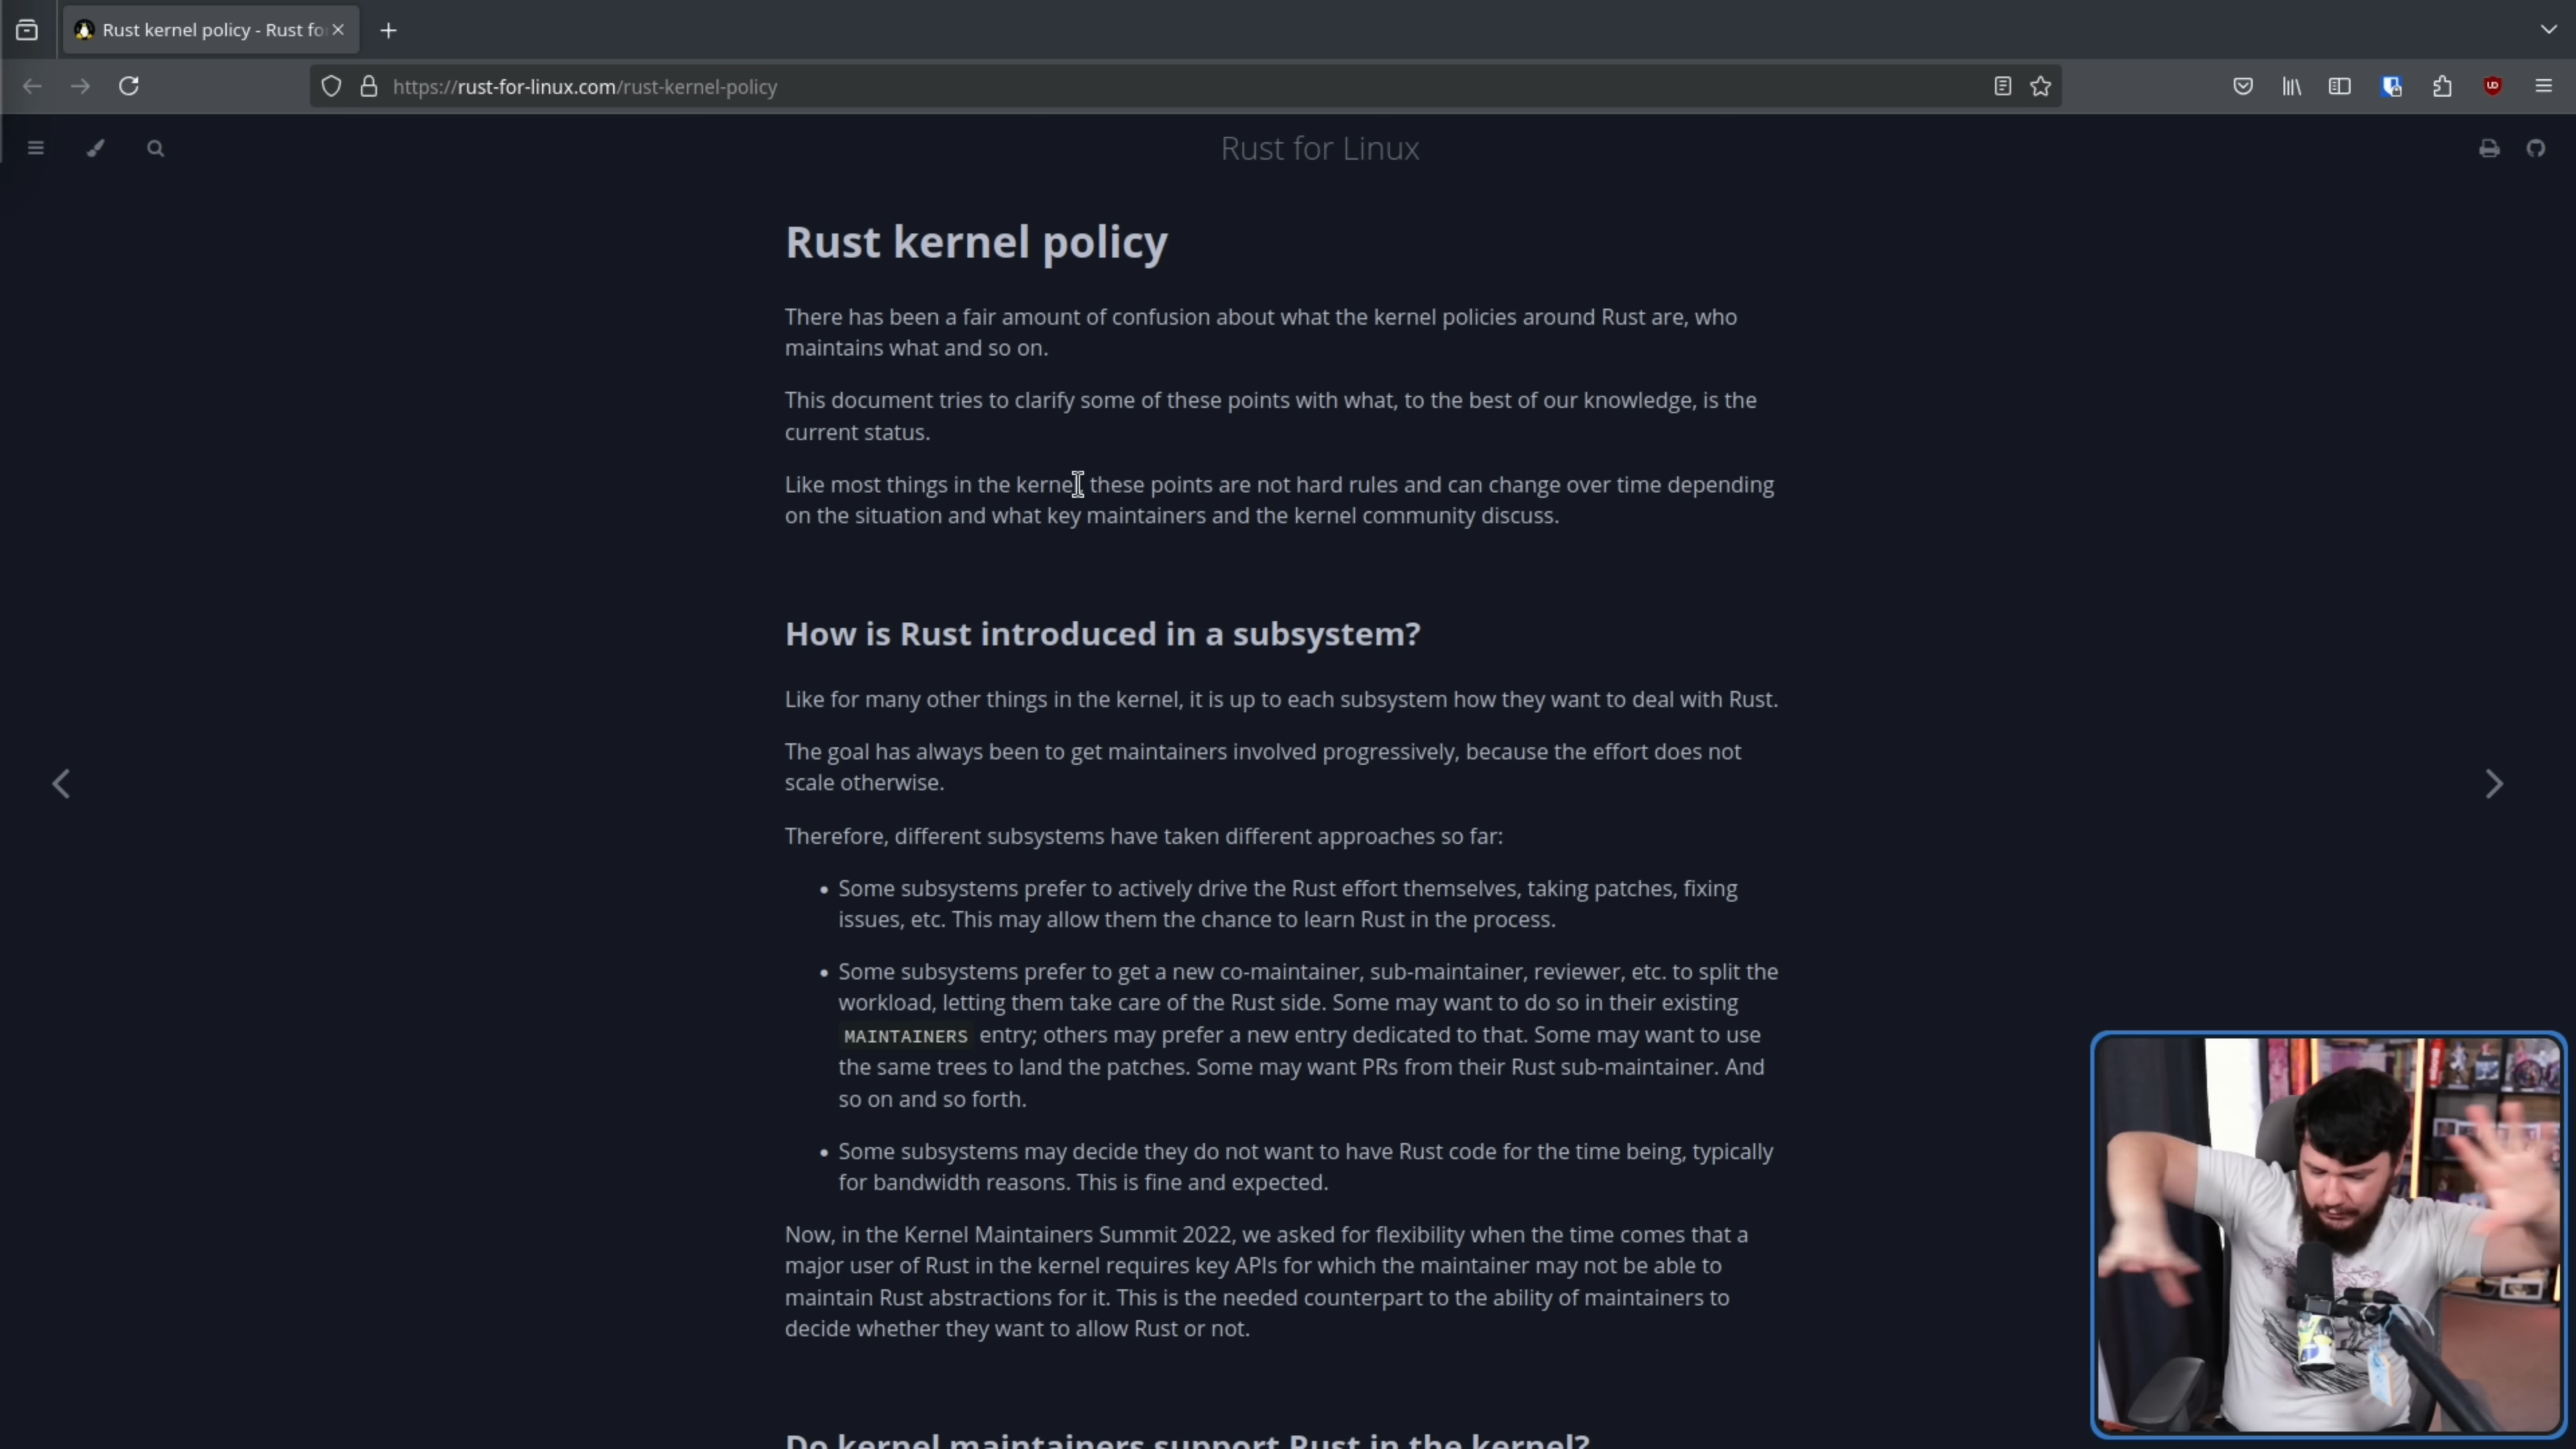 Rust kernel policy - Rust fo
https://rust-for-linux.com/rust-kernel-policy
Rust for Linux
Rust kernel policy
There has been a fair amount of confusion about what the kernel policies around Rust are, who
maintains what and so on.
This document tries to clarify some of these points with what, to the best of our knowledge, is the
current status.
Like most things in the kernel, these points are not hard rules and can change over time depending
on the situation and what key maintainers and the kernel community discuss.
How is Rust introduced in a subsystem?
Like for many other things in the kernel, it is up to each subsystem how they want to deal with Rust.
The goal has always been to get maintainers involved progressively, because the effort does not
scale otherwise.
Therefore, different subsystems have taken different approaches so far:
• Some subsystems prefer to actively drive the Rust effort themselves, taking patches, fixing
issues, etc. This may allow them the chance to learn Rust in the process.
• Some subsystems prefer to get a new co-maintainer, sub-maintainer, reviewer, etc. to split the
workload, letting them take care of the Rust side. Some may want to do so in their existing
MAINTAINERS entry; others may prefer a new entry dedicated to that. Some may want to use
the same trees to land the patches. Some may want PRs from their Rust sub-maintainer. And
so on and so forth.
• Some subsystems may decide they do not want to have Rust code for the time being, typically
for bandwidth reasons. This is fine and expected.
Now, in the Kernel Maintainers Summit 2022, we asked for flexibility when the time comes that a
major user of Rust in the kernel requires key APIs for which the maintainer may not be able to
maintain Rust abstractions for it. This is the needed counterpart to the ability of maintainers to
decide whether they want to allow Rust or not.
Do kernel maintainers support Rust in the kernel?